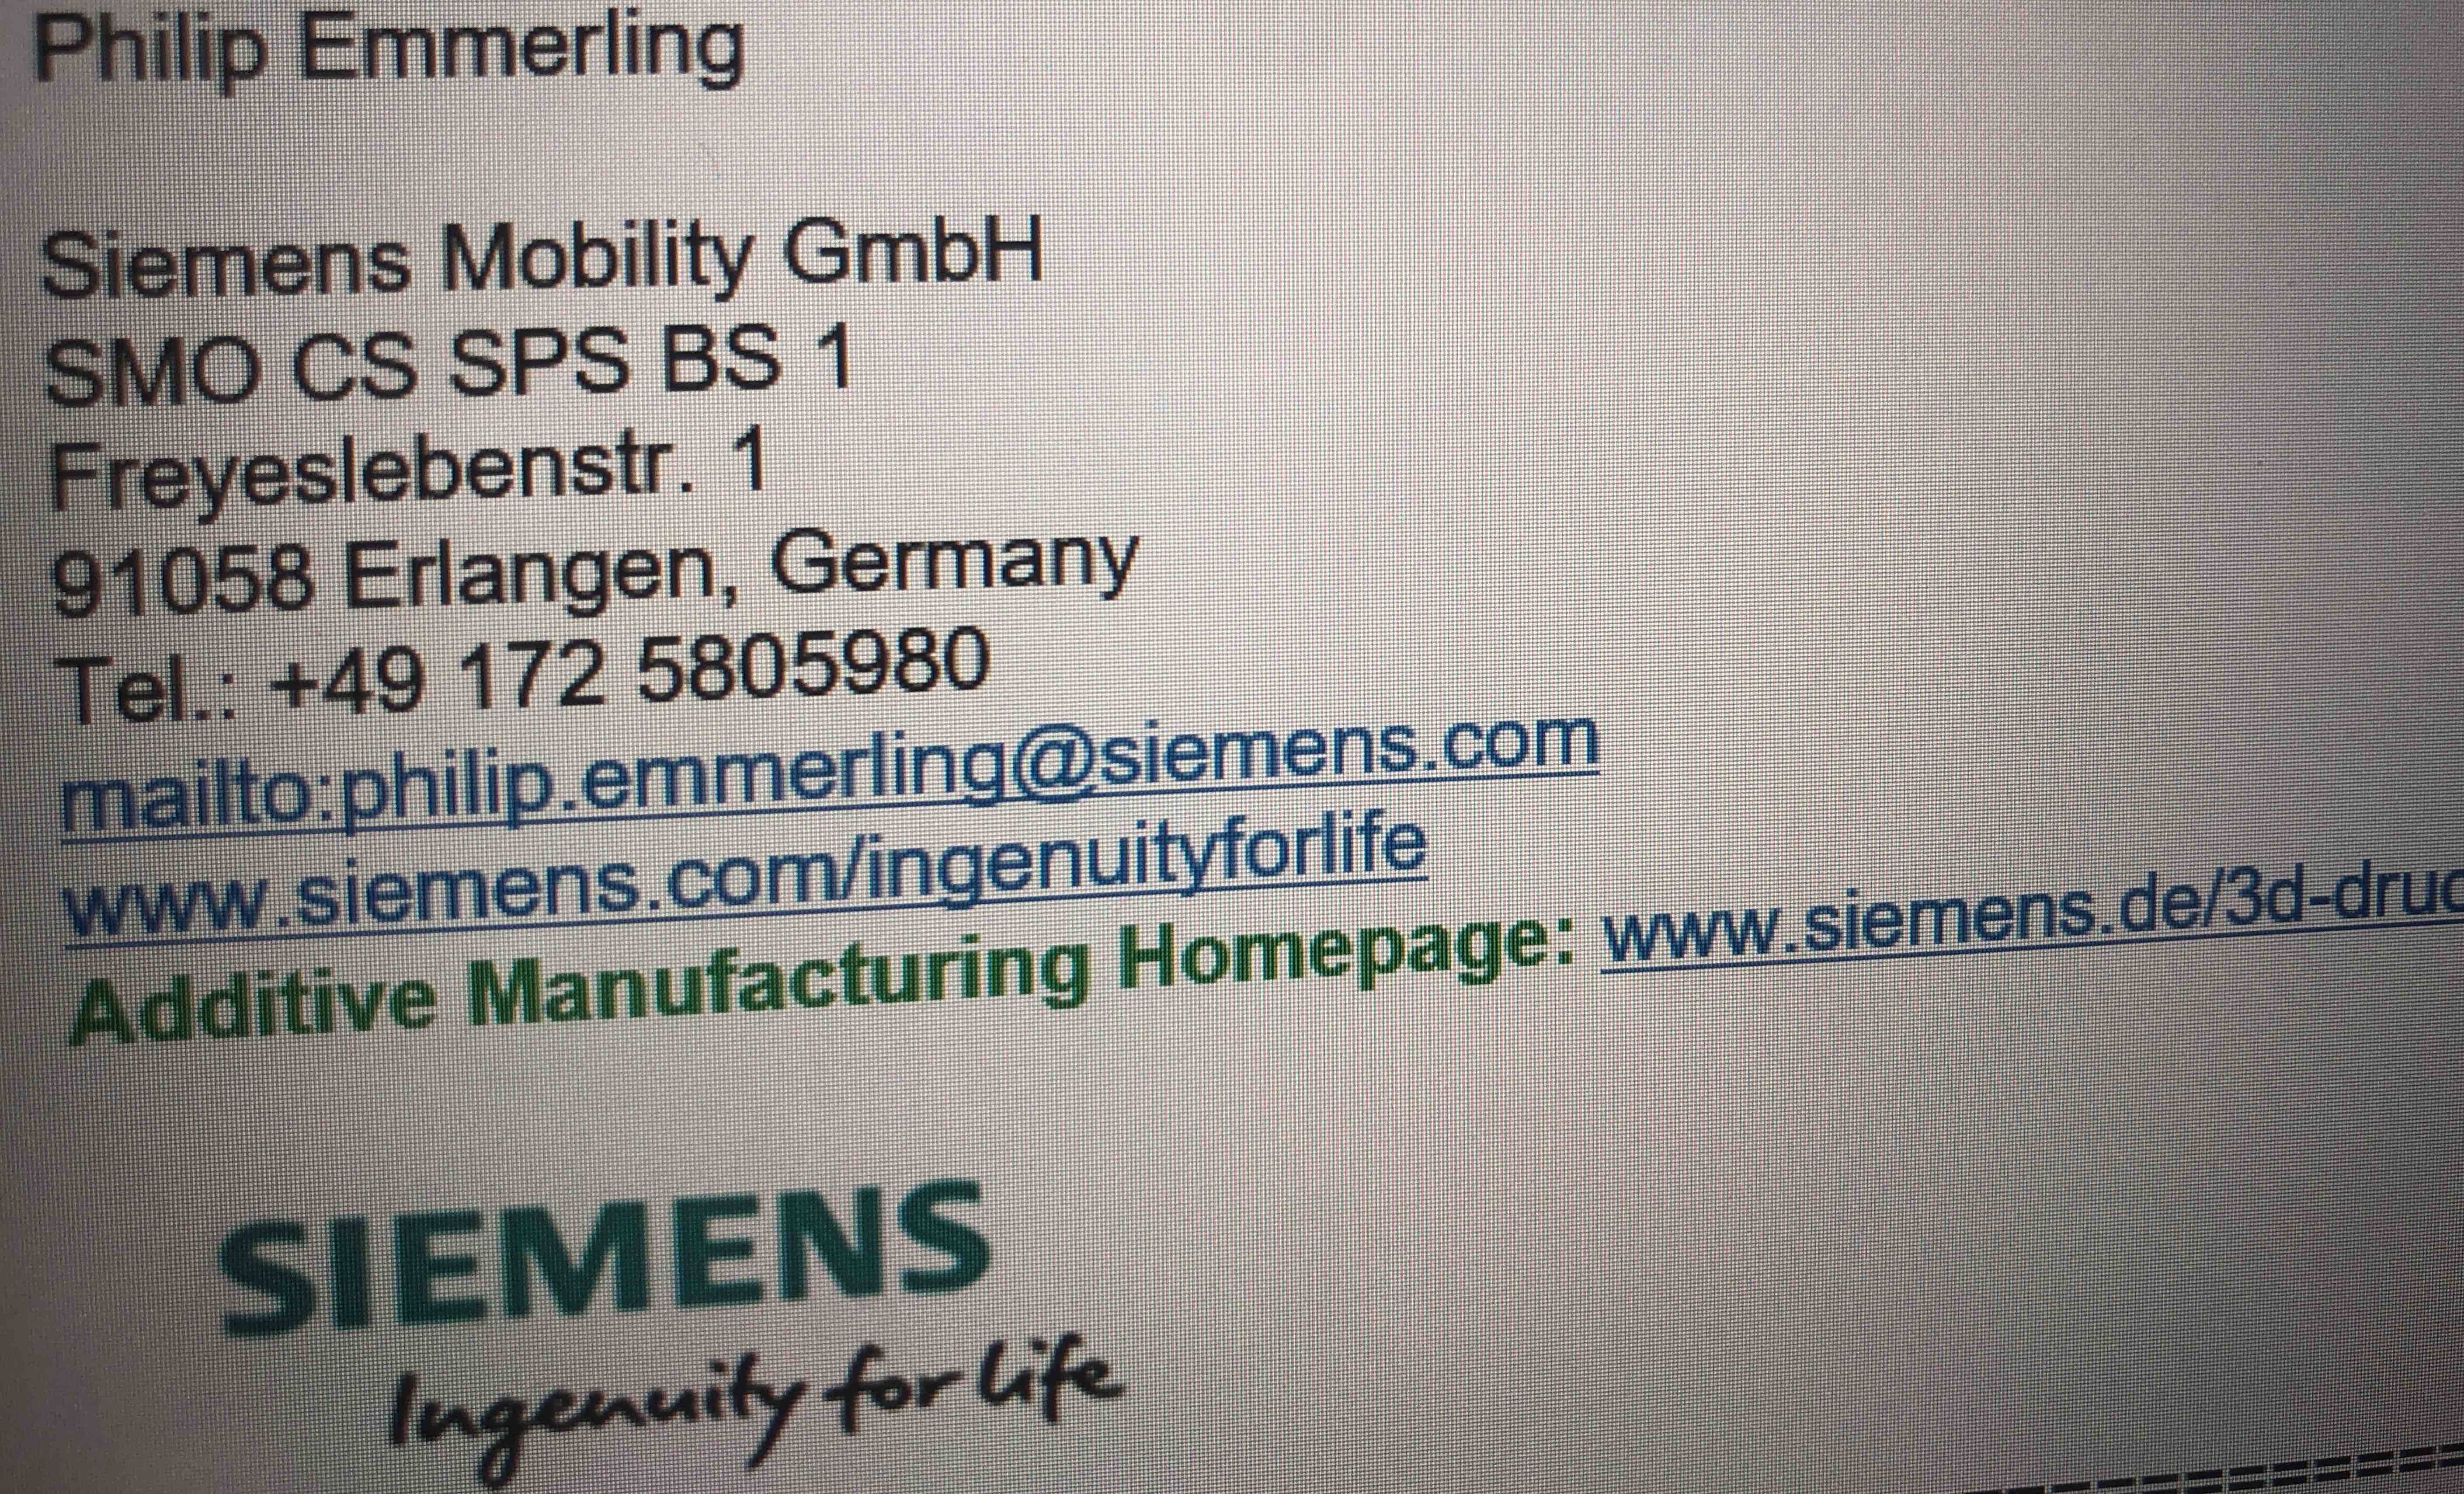 Philip Emmerling
Siemens Mobility GmbH
SMO CS SPS BS 1
Freyeslebenstr. 1
91058 Erlangen, Germany
Tel.: +49 172 5805980
mailto:philip.emmerling@siemens.com
www.siemens.com/ingenuityforlife
Additive Manufacturing Homepage: www.siemens.de/3d-druc
SIEMENS
Ingenuity for life